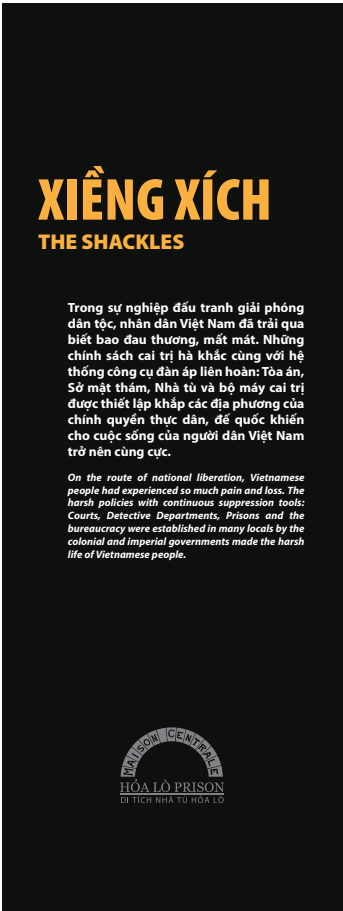 XIỀNG XÍCH
THE SHACKLES
Trong sự nghiệp đấu tranh giải phóng
dân tộc, nhân dân Việt Nam đã trải qua
biết bao đau thương, mất mát. Những
chính sách cai trị hà khắc cùng với hệ
thống công cụ đàn áp liên hoàn: Tòa án,
Sở mật thám, Nhà tù và bộ máy cai trị
được thiết lập khắp các địa phương của
chính quyền thực dân, đế quốc khiến
cho cuộc sống của người dân Việt Nam
trở nên cùng cực.
On the route of national liberation, Vietnamese
people had experienced so much pain and loss. The
harsh policies with continuous suppression tools:
Courts, Detective Departments, Prisons and the
bureaucracy were established in many locals by the
colonial and imperial governments made the harsh
life of Vietnamese people.
MAISON CENTRALE
HỎA LÒ PRISON
DI TÍCH NHÀ TÙ HỎA LÒ